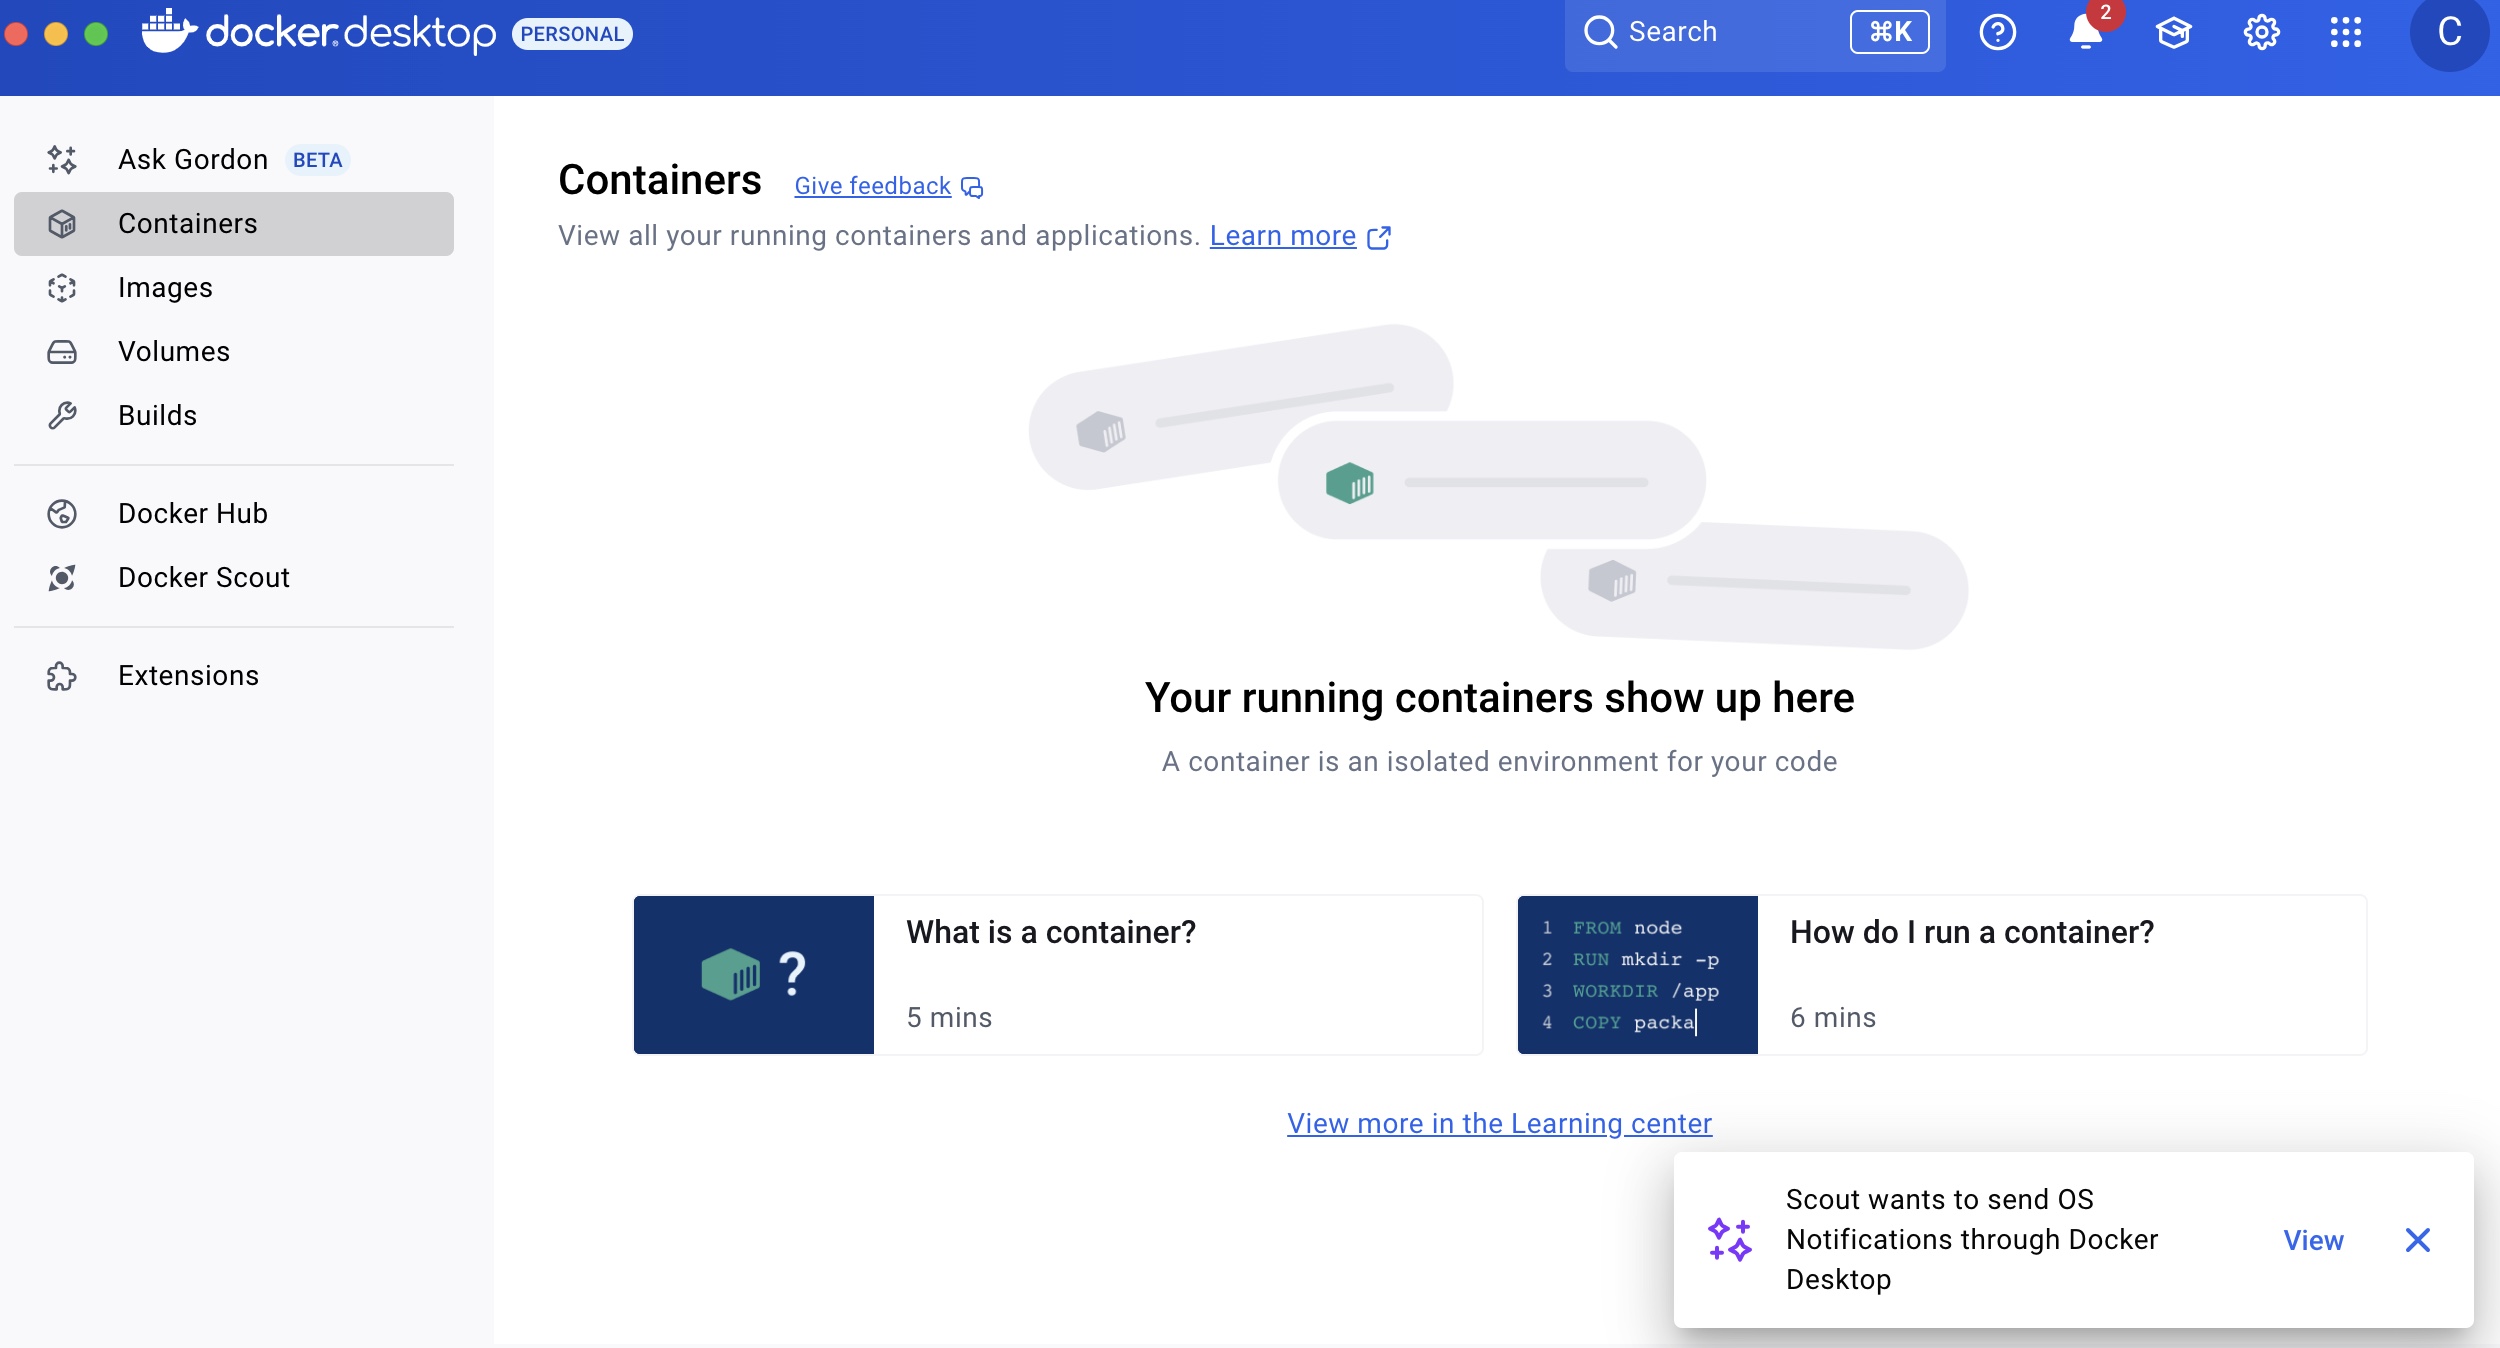 docker desktop PERSONAL
Search ⌘K
2
C
Ask Gordon BETA
Containers
Images
Volumes
Builds
Docker Hub
Docker Scout
Extensions
Containers Give feedback
View all your running containers and applications. Learn more
Your running containers show up here
A container is an isolated environment for your code
?
What is a container?
5 mins
1 FROM node
2 RUN mkdir -p
3 WORKDIR /app
4 COPY packa
How do I run a container?
6 mins
View more in the Learning center
Scout wants to send OS
Notifications through Docker
Desktop
View